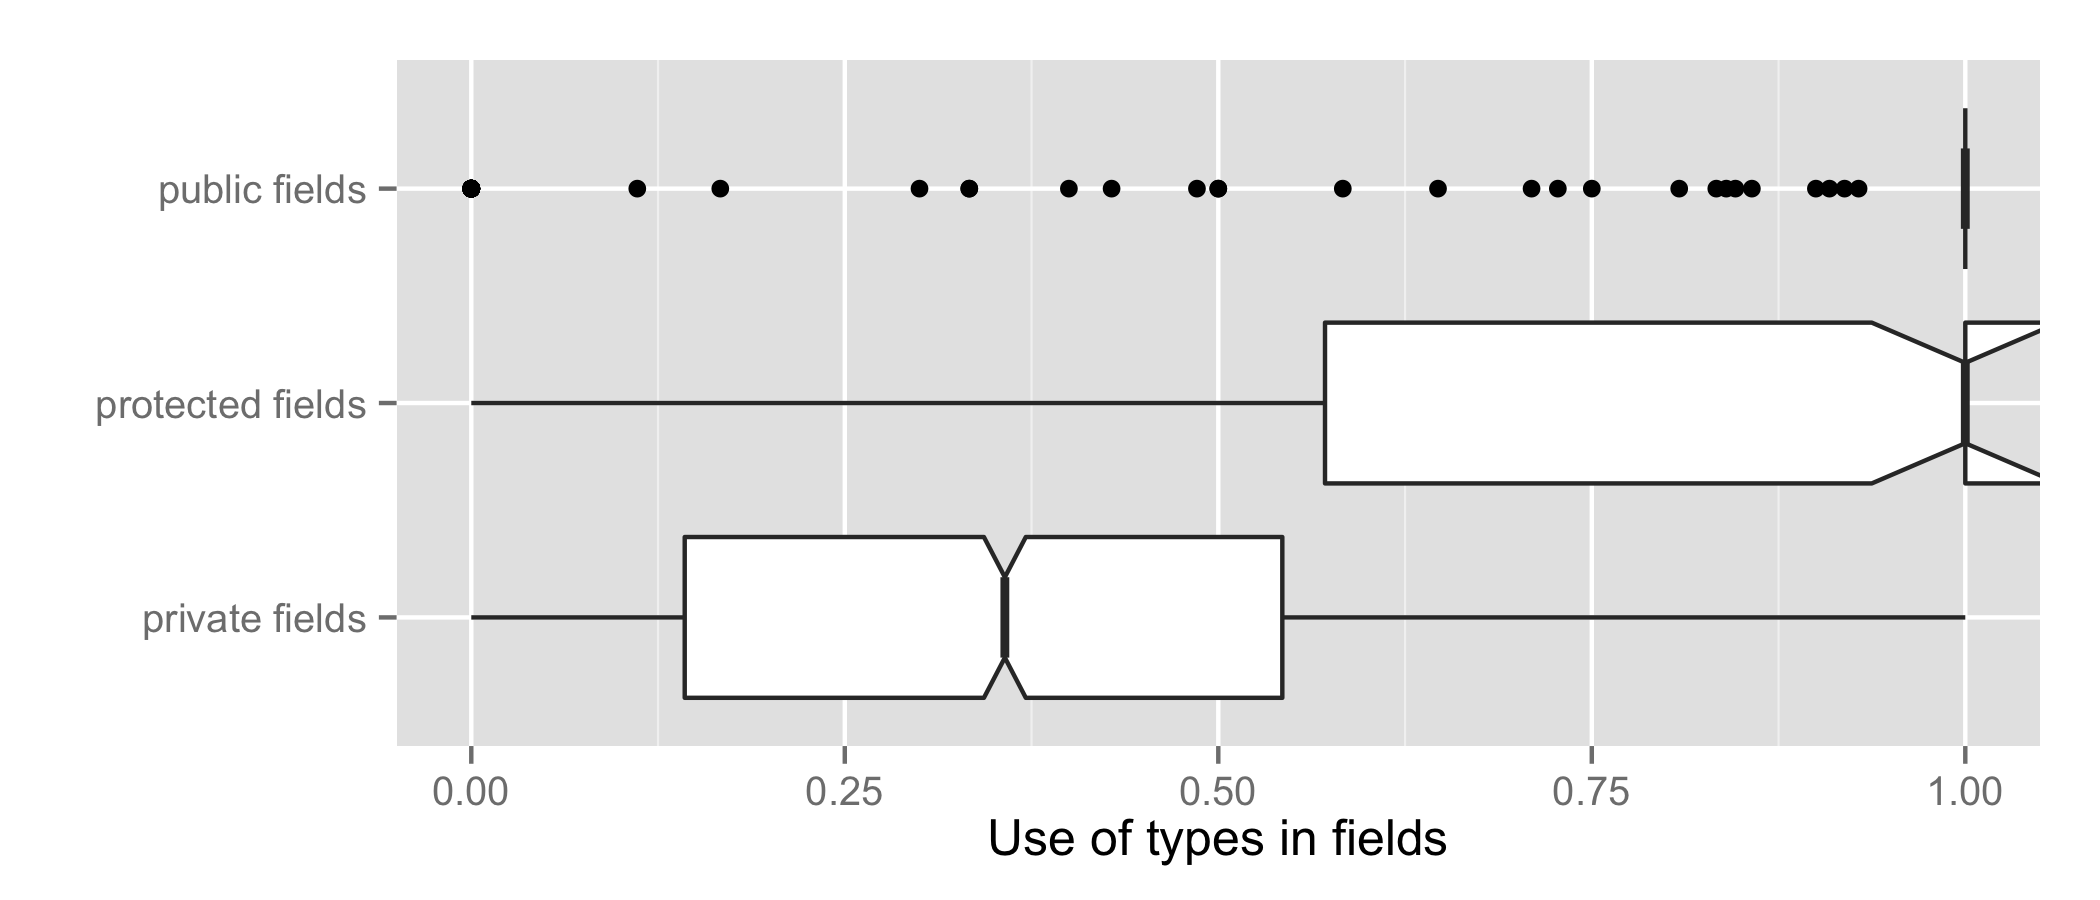 public fields
protected fields
private fields
0.00 0.25 0.50 0.75 1.00
Use of types in fields